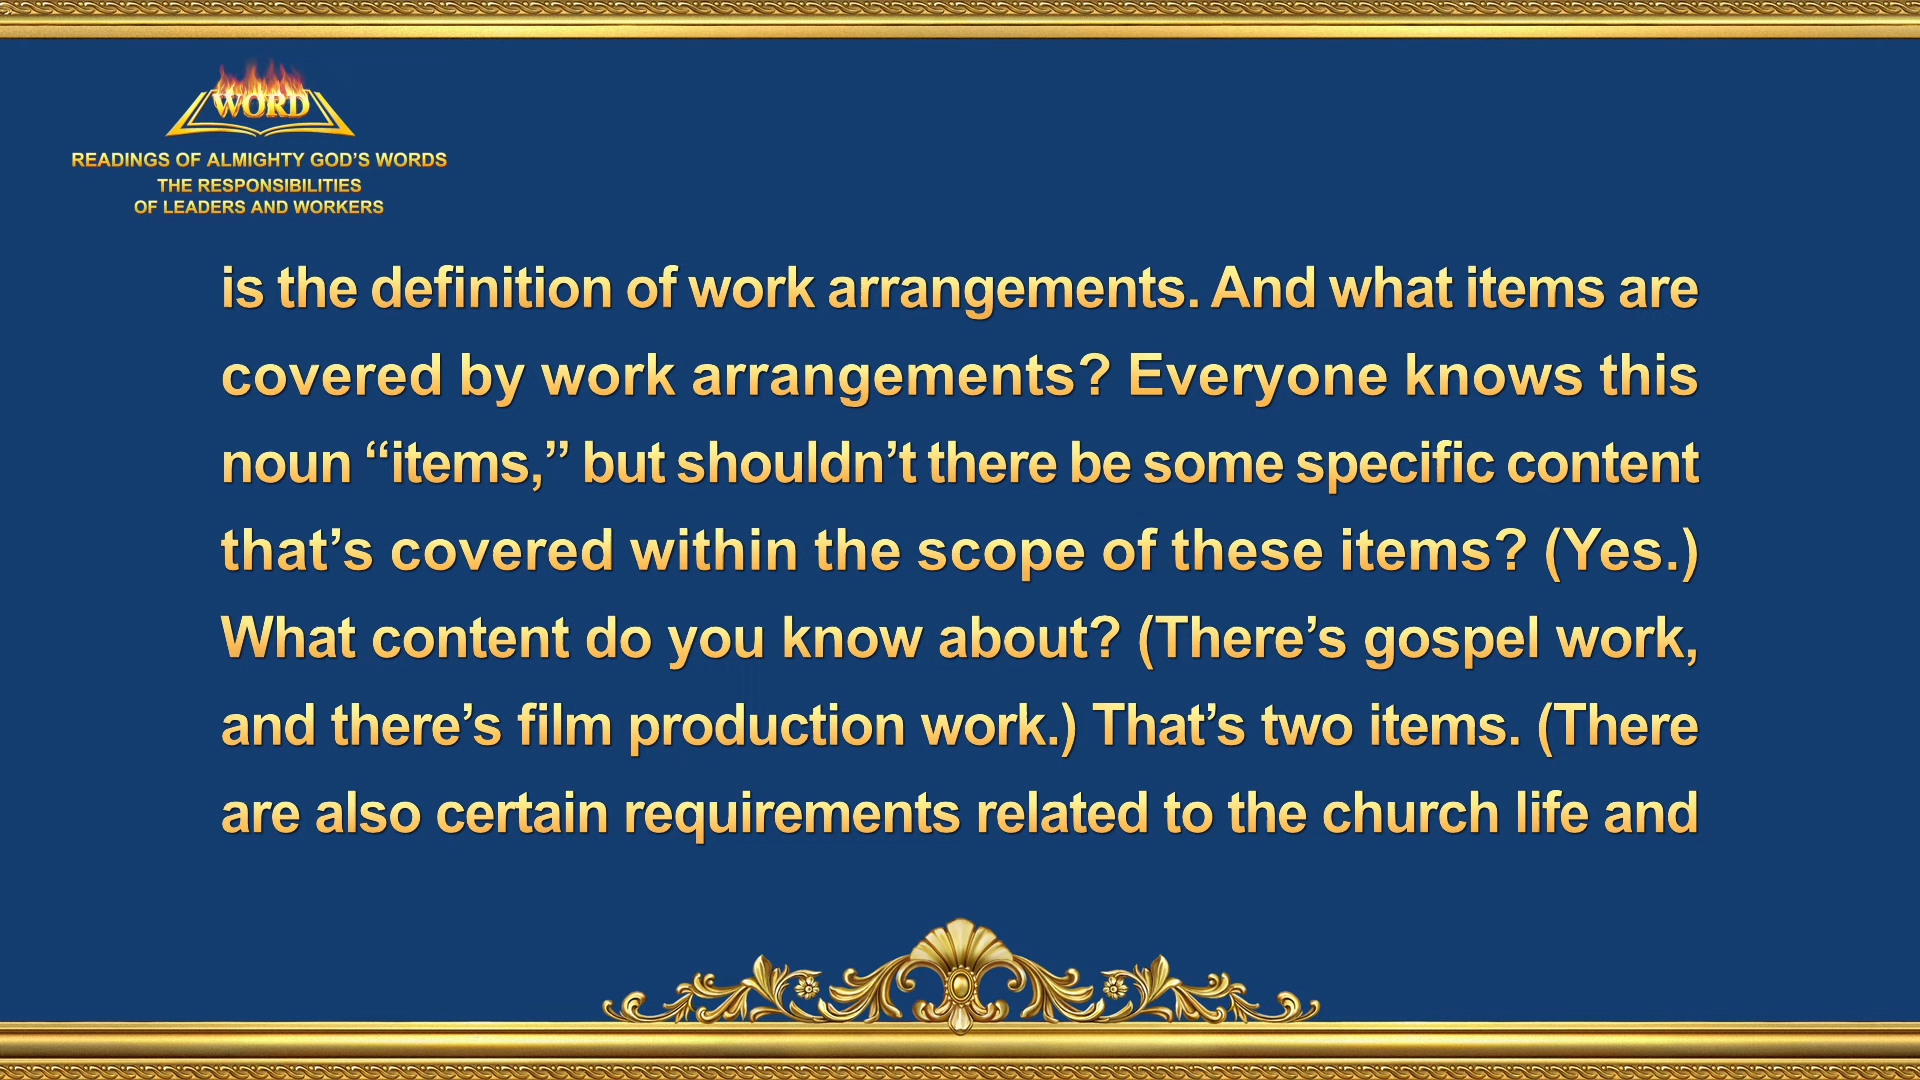 WORD
READINGS OF ALMIGHTY GOD’S WORDS
THE RESPONSIBILITIES
OF LEADERS AND WORKERS
is the definition of work arrangements. And what items are
covered by work arrangements? Everyone knows this
noun “items,” but shouldn’t there be some specific content
that’s covered within the scope of these items? (Yes.)
What content do you know about? (There’s gospel work,
and there’s film production work.) That’s two items. (There
are also certain requirements related to the church life and